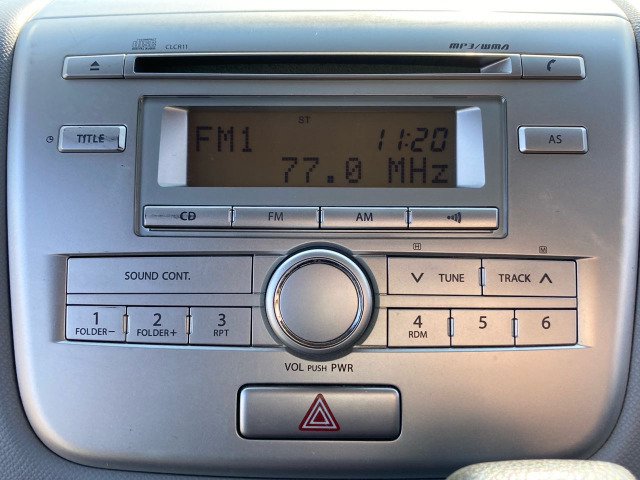 CLCR11 MP3/WMA
TITLE AS
ST
FM1 11:20
77.0 MHz
CD FM AM
H M
SOUND CONT. TUNE TRACK
1 2 3 4 5 6
FOLDER- FOLDER+ RPT RDM
VOL PUSH PWR